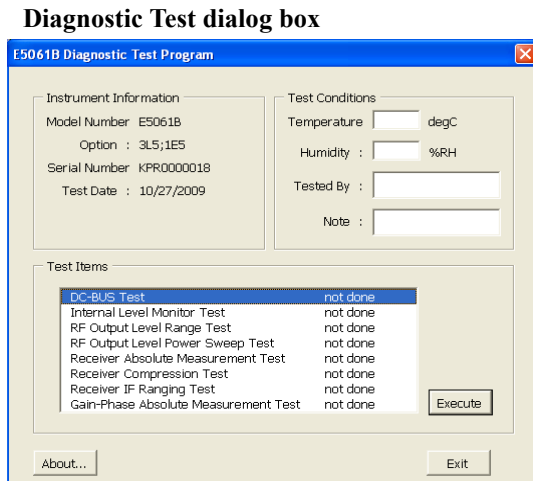 Diagnostic Test dialog box
E5061B Diagnostic Test Program
Instrument Information
Model Number E5061B
Option : 3L5;1E5
Serial Number KPR0000018
Test Date : 10/27/2009
Test Conditions
Temperature degC
Humidity : %RH
Tested By :
Note :
Test Items
DC-BUS Test not done
Internal Level Monitor Test not done
RF Output Level Range Test not done
RF Output Level Power Sweep Test not done
Receiver Absolute Measurement Test not done
Receiver Compression Test not done
Receiver IF Ranging Test not done
Gain-Phase Absolute Measurement Test not done
Execute
About...
Exit